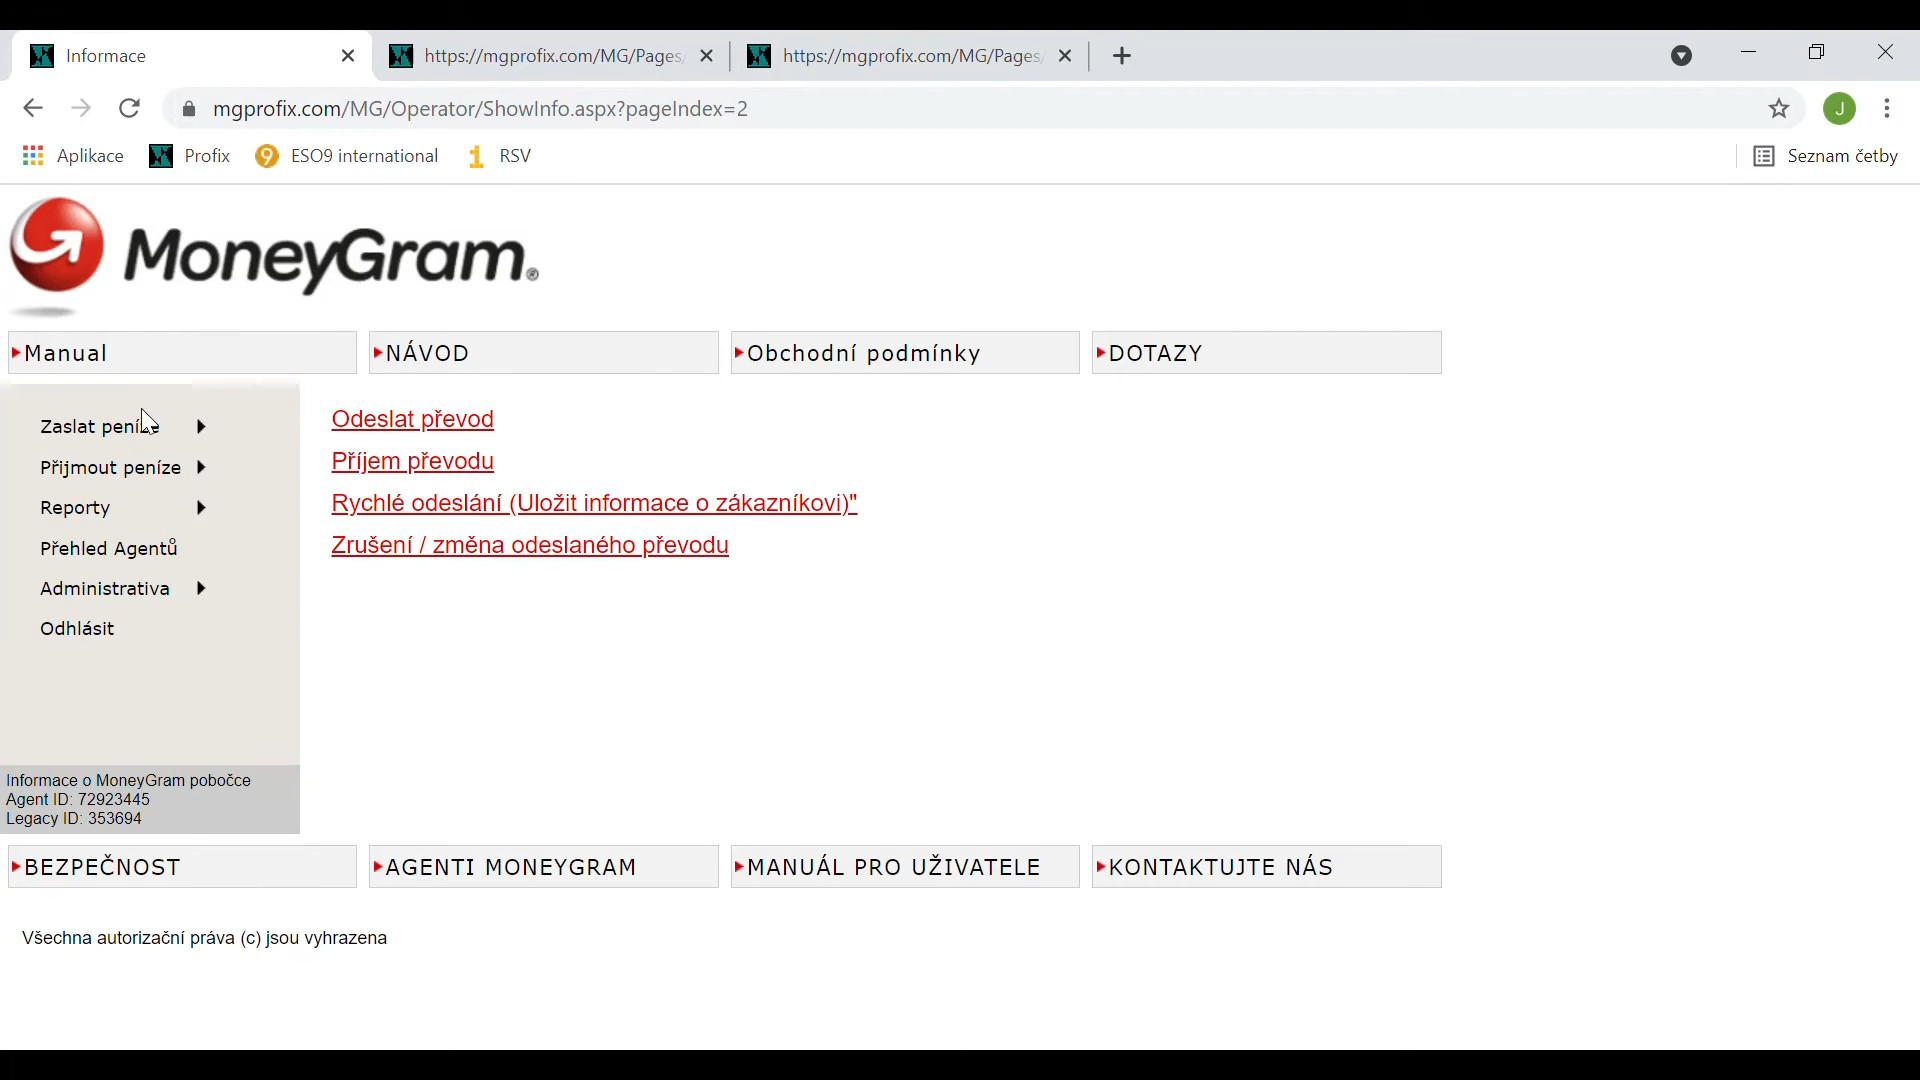 Informace
https://mgprofix.com/MG/Pages/
https://mgprofix.com/MG/Pages/
mgprofix.com/MG/Operator/ShowInfo.aspx?pageIndex=2
J
Aplikace
Profix
ESO9 international
RSV
Seznam četby
MoneyGram®
Manual
NÁVOD
Obchodní podmínky
DOTAZY
Zaslat peníze
Přijmout peníze
Reporty
Přehled Agentů
Administrativa
Odhlásit
Odeslat převod
Příjem převodu
Rychlé odeslání (Uložit informace o zákazníkovi)"
Zrušení / změna odeslaného převodu
Informace o MoneyGram pobočce
Agent ID: 72923445
Legacy ID: 353694
BEZPEČNOST
AGENTI MONEYGRAM
MANUÁL PRO UŽIVATELE
KONTAKTUJTE NÁS
Všechna autorizační práva (c) jsou vyhrazena